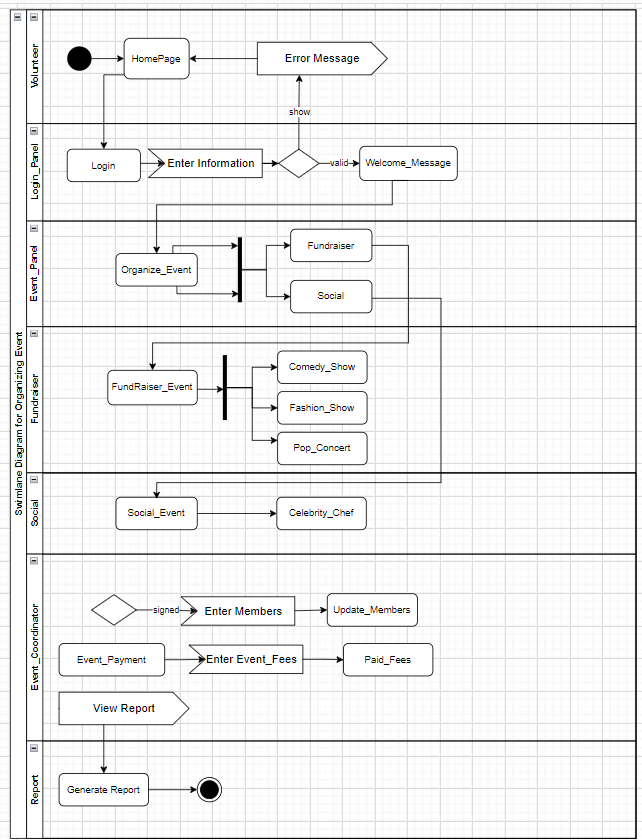 Swimlane Diagram for Organizing Event
Volunteer
HomePage
Error Message
show
Login_Panel
Login
Enter Information
valid
Welcome_Message
Event_Panel
Organize_Event
Fundraiser
Social
Fundraiser
FundRaiser_Event
Comedy_Show
Fashion_Show
Pop_Concert
Social
Social_Event
Celebrity_Chef
Event_Coordinator
signed
Enter Members
Update_Members
Event_Payment
Enter Event_Fees
Paid_Fees
View Report
Report
Generate Report